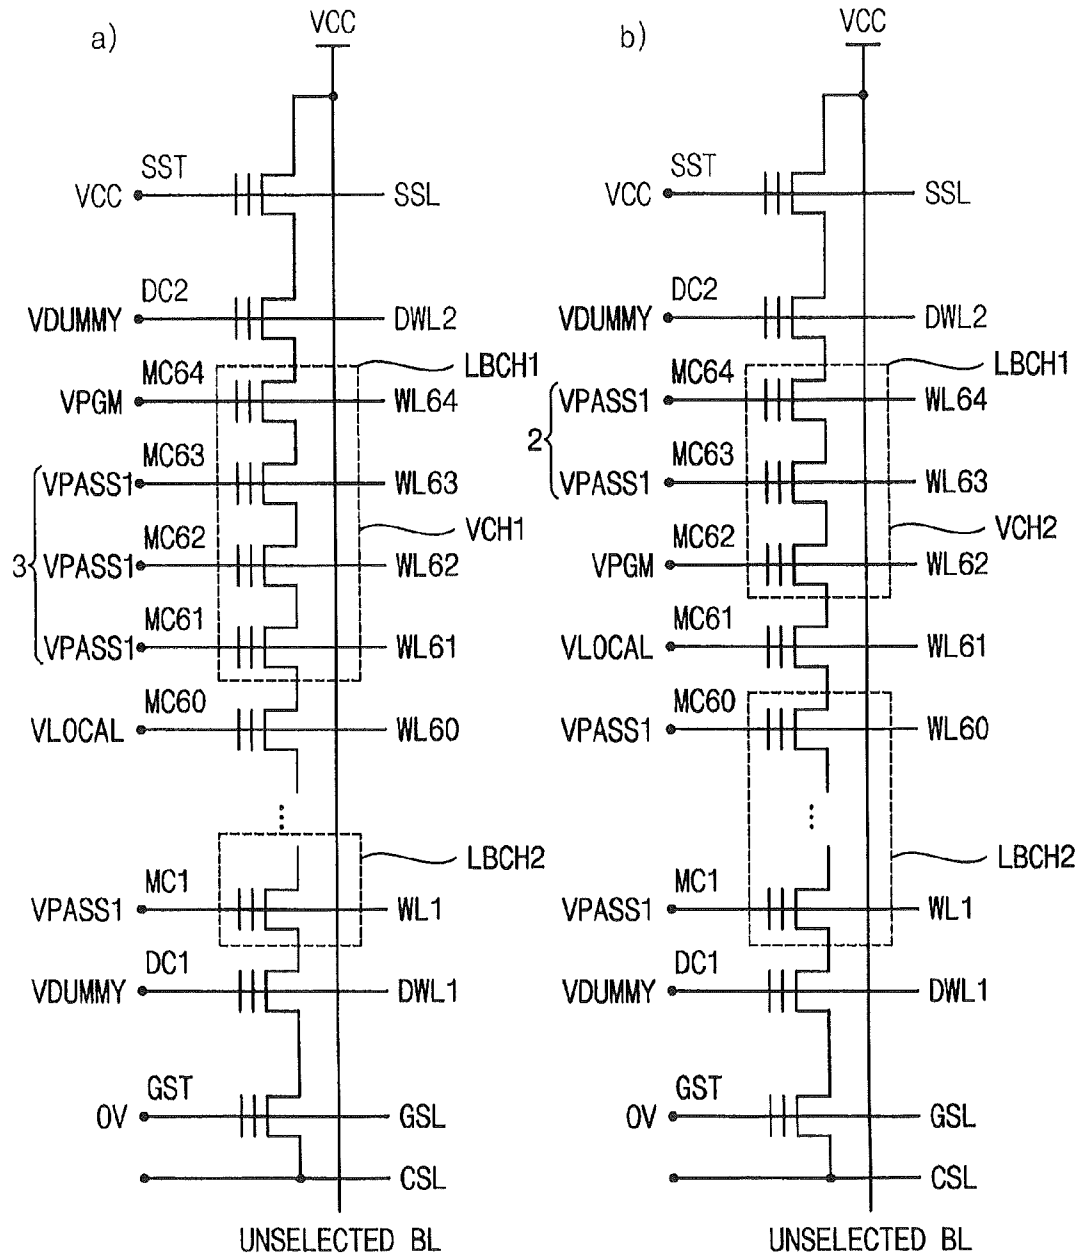 a)
VCC
SST
VCC
SSL
DC2
VDUMMY
DWL2
LBCH1
MC64
VPGM
WL64
MC63
VPASS1
WL63
VCH1
MC62
3
VPASS1
WL62
MC61
VPASS1
WL61
MC60
VLOCAL
WL60
...
LBCH2
MC1
VPASS1
WL1
DC1
VDUMMY
DWL1
GST
0V
GSL
CSL
UNSELECTED BL
b)
VCC
SST
VCC
SSL
DC2
VDUMMY
DWL2
LBCH1
MC64
VPASS1
WL64
2
MC63
VPASS1
WL63
VCH2
MC62
VPGM
WL62
MC61
VLOCAL
WL61
MC60
VPASS1
WL60
...
LBCH2
MC1
VPASS1
WL1
DC1
VDUMMY
DWL1
GST
0V
GSL
CSL
UNSELECTED BL